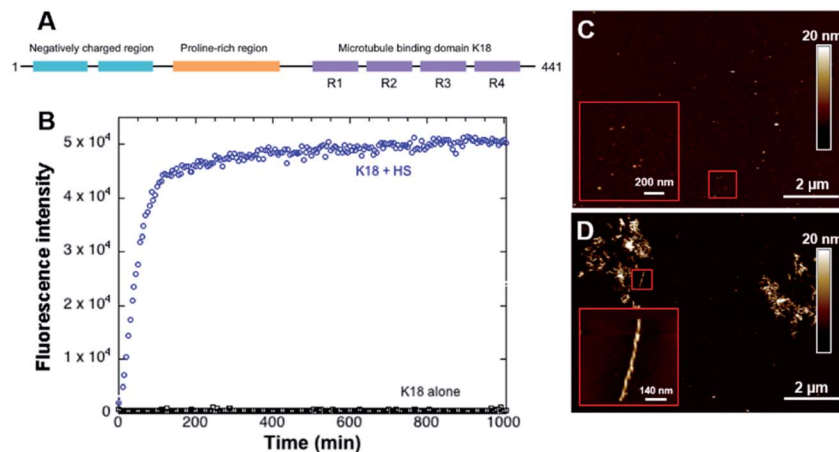 A
Negatively charged region Proline-rich region Microtubule binding domain K18
1 441
R1 R2 R3 R4
B
5 x 10⁴
4 x 10⁴
3 x 10⁴
2 x 10⁴
1 x 10⁴
0
Fluorescence intensity
K18 + HS
K18 alone
0 200 400 600 800 1000
Time (min)
C
20 nm
200 nm
2 µm
D
20 nm
140 nm
2 µm